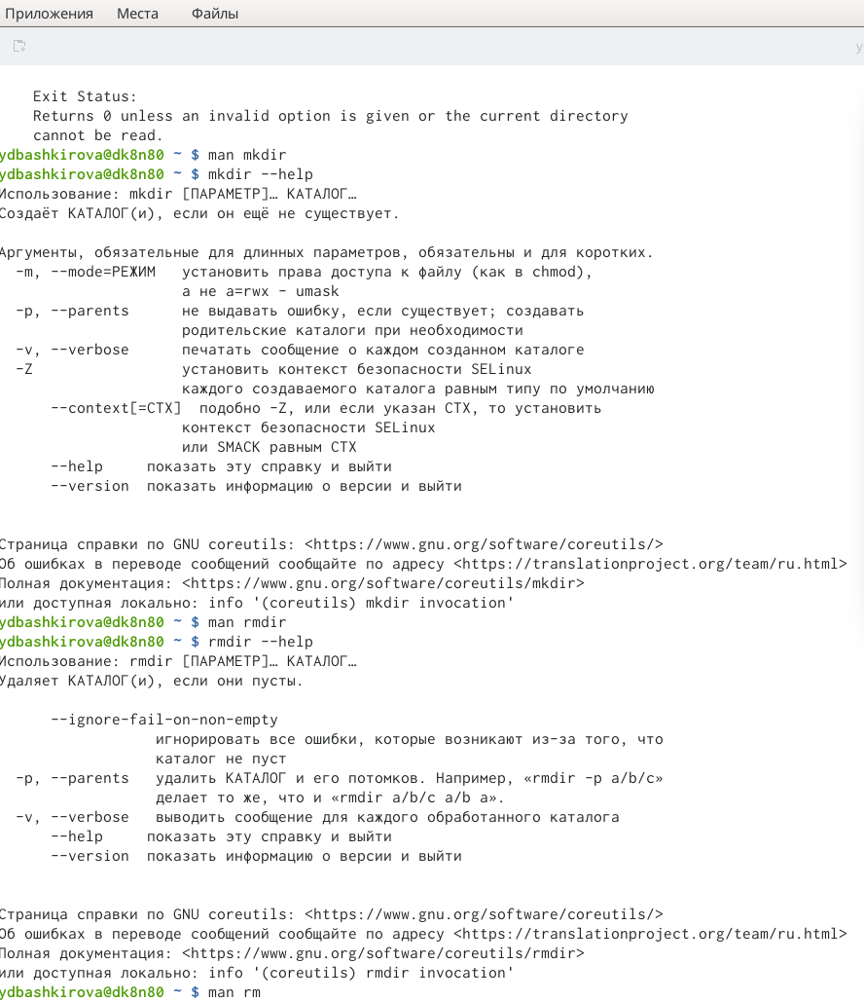 Приложения Места Файлы
Exit Status:
Returns 0 unless an invalid option is given or the current directory
cannot be read.
ydbashkirova@dk8n80 ~ $ man mkdir
ydbashkirova@dk8n80 ~ $ mkdir --help
Использование: mkdir [ПАРАМЕТР]… КАТАЛОГ…
Создаёт КАТАЛОГ(и), если он ещё не существует.
Аргументы, обязательные для длинных параметров, обязательны и для коротких.
-m, --mode=РЕЖИМ установить права доступа к файлу (как в chmod),
а не a=rwx - umask
-p, --parents не выдавать ошибку, если существует; создавать
родительские каталоги при необходимости
-v, --verbose печатать сообщение о каждом созданном каталоге
-Z установить контекст безопасности SELinux
каждого создаваемого каталога равным типу по умолчанию
--context[=CTX] подобно -Z, или если указан CTX, то установить
контекст безопасности SELinux
или SMACK равным CTX
--help показать эту справку и выйти
--version показать информацию о версии и выйти
Страница справки по GNU coreutils: <https://www.gnu.org/software/coreutils/>
Об ошибках в переводе сообщений сообщайте по адресу <https://translationproject.org/team/ru.html>
Полная документация: <https://www.gnu.org/software/coreutils/mkdir>
или доступная локально: info '(coreutils) mkdir invocation'
ydbashkirova@dk8n80 ~ $ man rmdir
ydbashkirova@dk8n80 ~ $ rmdir --help
Использование: rmdir [ПАРАМЕТР]… КАТАЛОГ…
Удаляет КАТАЛОГ(и), если они пусты.
--ignore-fail-on-non-empty
игнорировать все ошибки, которые возникают из-за того, что
каталог не пуст
-p, --parents удалить КАТАЛОГ и его потомков. Например, «rmdir -p a/b/c»
делает то же, что и «rmdir a/b/c a/b a».
-v, --verbose выводить сообщение для каждого обработанного каталога
--help показать эту справку и выйти
--version показать информацию о версии и выйти
Страница справки по GNU coreutils: <https://www.gnu.org/software/coreutils/>
Об ошибках в переводе сообщений сообщайте по адресу <https://translationproject.org/team/ru.html>
Полная документация: <https://www.gnu.org/software/coreutils/rmdir>
или доступная локально: info '(coreutils) rmdir invocation'
ydbashkirova@dk8n80 ~ $ man rm